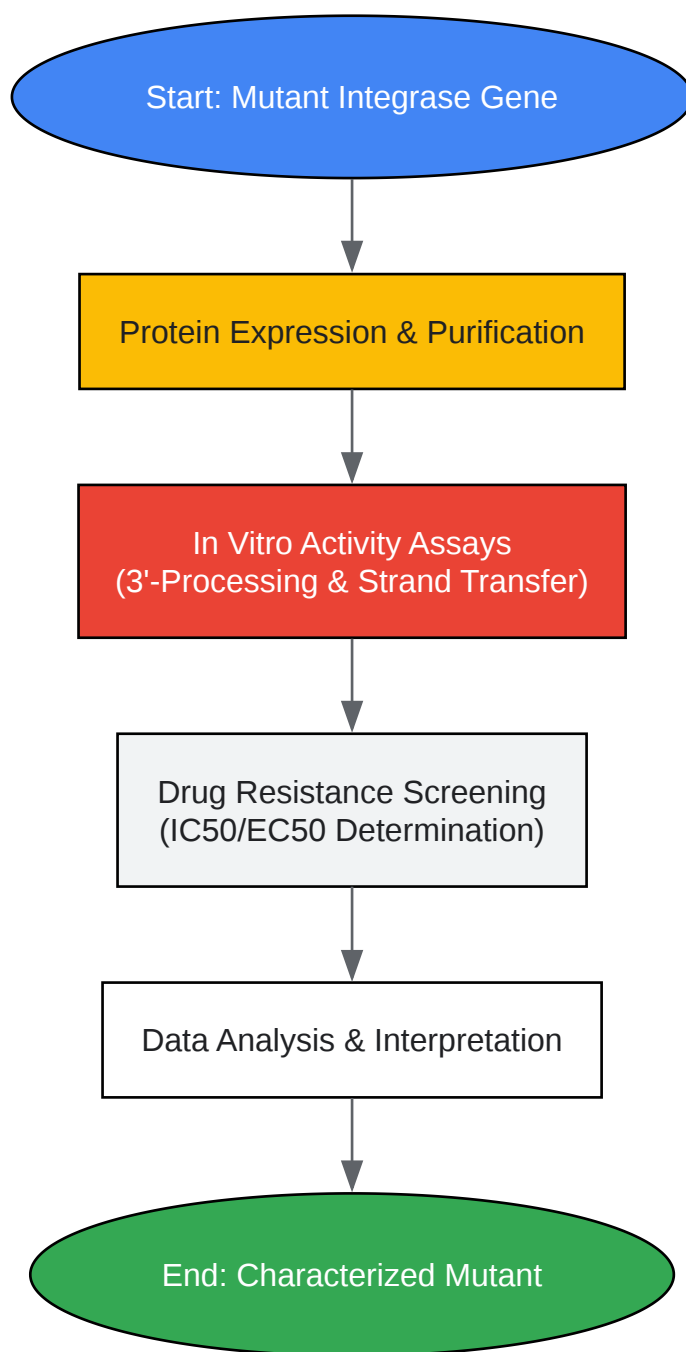 Start: Mutant Integrase Gene
Protein Expression & Purification
In Vitro Activity Assays
(3'-Processing & Strand Transfer)
Drug Resistance Screening
(IC50/EC50 Determination)
Data Analysis & Interpretation
End: Characterized Mutant